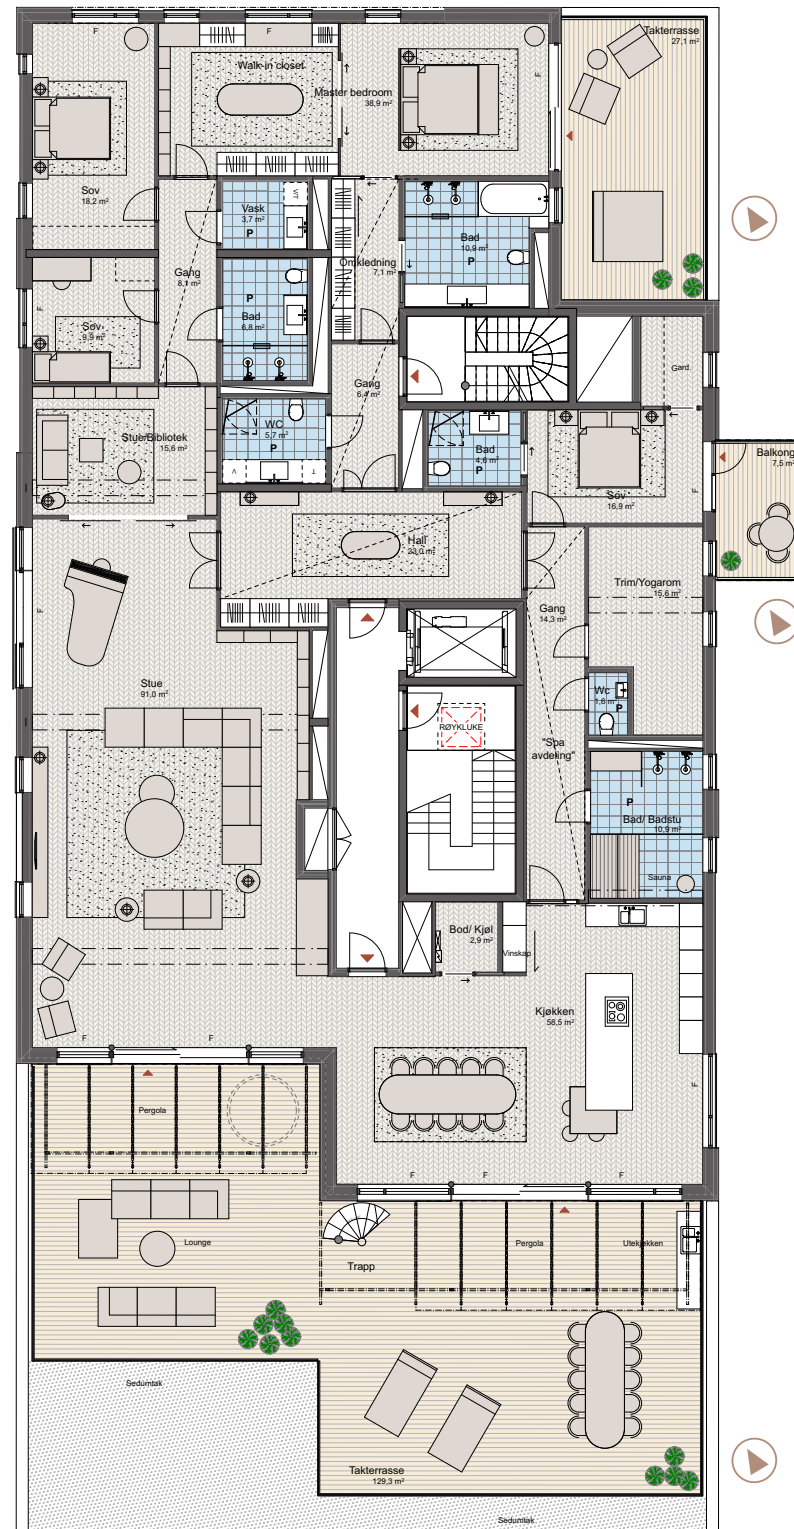 F
F
Takterrasse
27,1 m²
Walk-in closet
Master bedroom
38,9 m²
F
F
Sov
18,2 m²
VT
Vask
3,7 m²
P
Bad
10,9 m²
P
Omkledning
7,1 m²
Gang
8,1 m²
F
Sov
9,9 m²
P
Bad
6,8 m²
Gang
6,4 m²
Gard.
Stue/Bibliotek
15,6 m²
WC
5,7 m²
P
V
T
Bad
4,6 m²
P
Sov
16,9 m²
F
Balkong
7,5 m²
Hall
23,0 m²
F
Gang
14,3 m²
Trim/Yogarom
15,6 m²
Stue
91,0 m²
Wc
1,6 m²
P
RØYKLUKE
"Spa
avdeling"
P
Bad/ Badstu
10,9 m²
Sauna
Bod/ Kjøl
2,9 m²
Vinskap
Kjøkken
58,5 m²
F
F
F
Pergola
F
F
F
Lounge
Trapp
Pergola
Utekjøkken
Sedumtak
Takterrasse
129,3 m²
Sedumtak